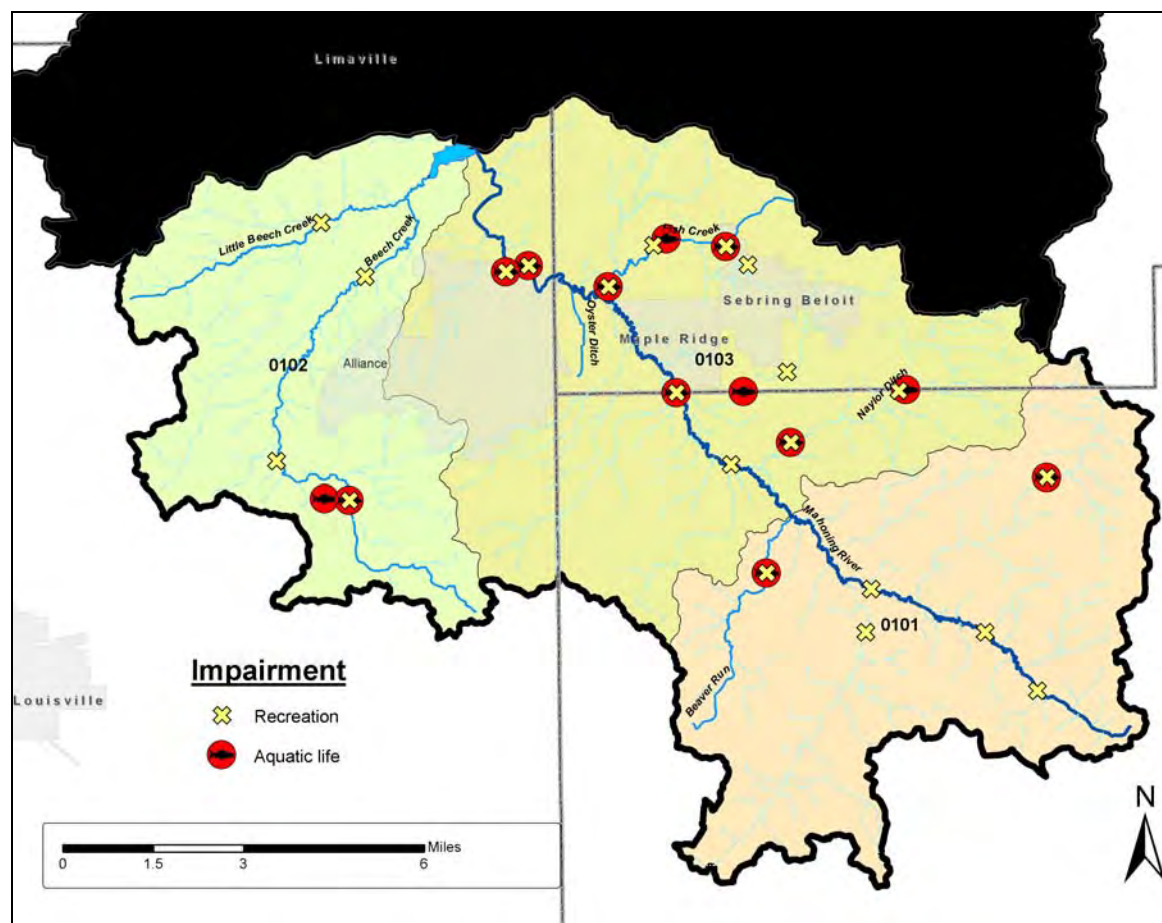 Limaville
Little Beech Creek
Beech Creek
Fish Creek
Sebring Beloit
Oyster Ditch
Maple Ridge
0103
0102
Alliance
Naylor Ditch
Mahoning River
0101
Beaver Run
Impairment
Louisville
Recreation
Aquatic life
N
Miles
0 1.5 3 6